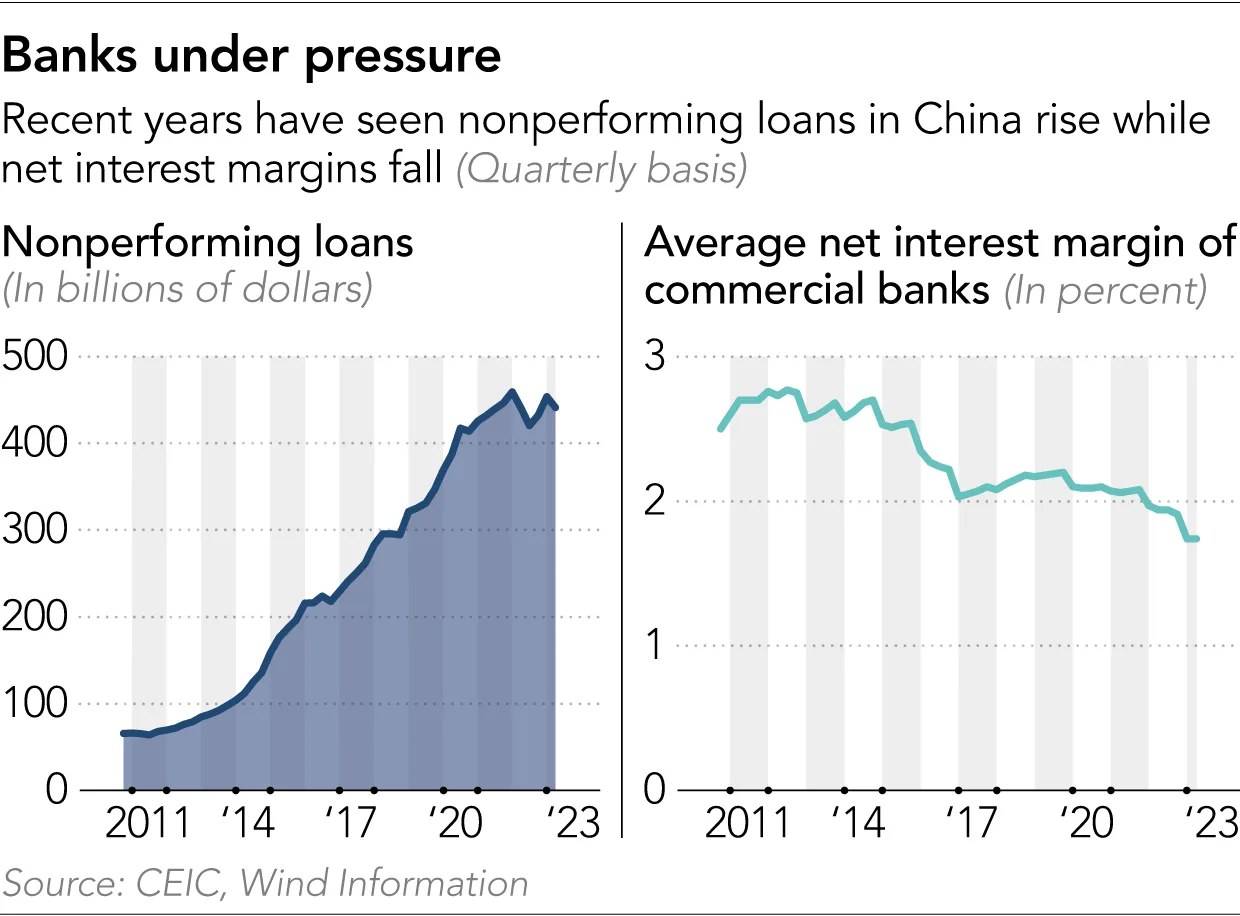 Banks under pressure
Recent years have seen nonperforming loans in China rise while
net interest margins fall (Quarterly basis)
Nonperforming loans
(In billions of dollars)
500
400
300
200
100
0
2011 ‘14 ‘17 ‘20 ‘23
Average net interest margin of
commercial banks (In percent)
3
2
1
0
2011 ‘14 ‘17 ‘20 ‘23
Source: CEIC, Wind Information